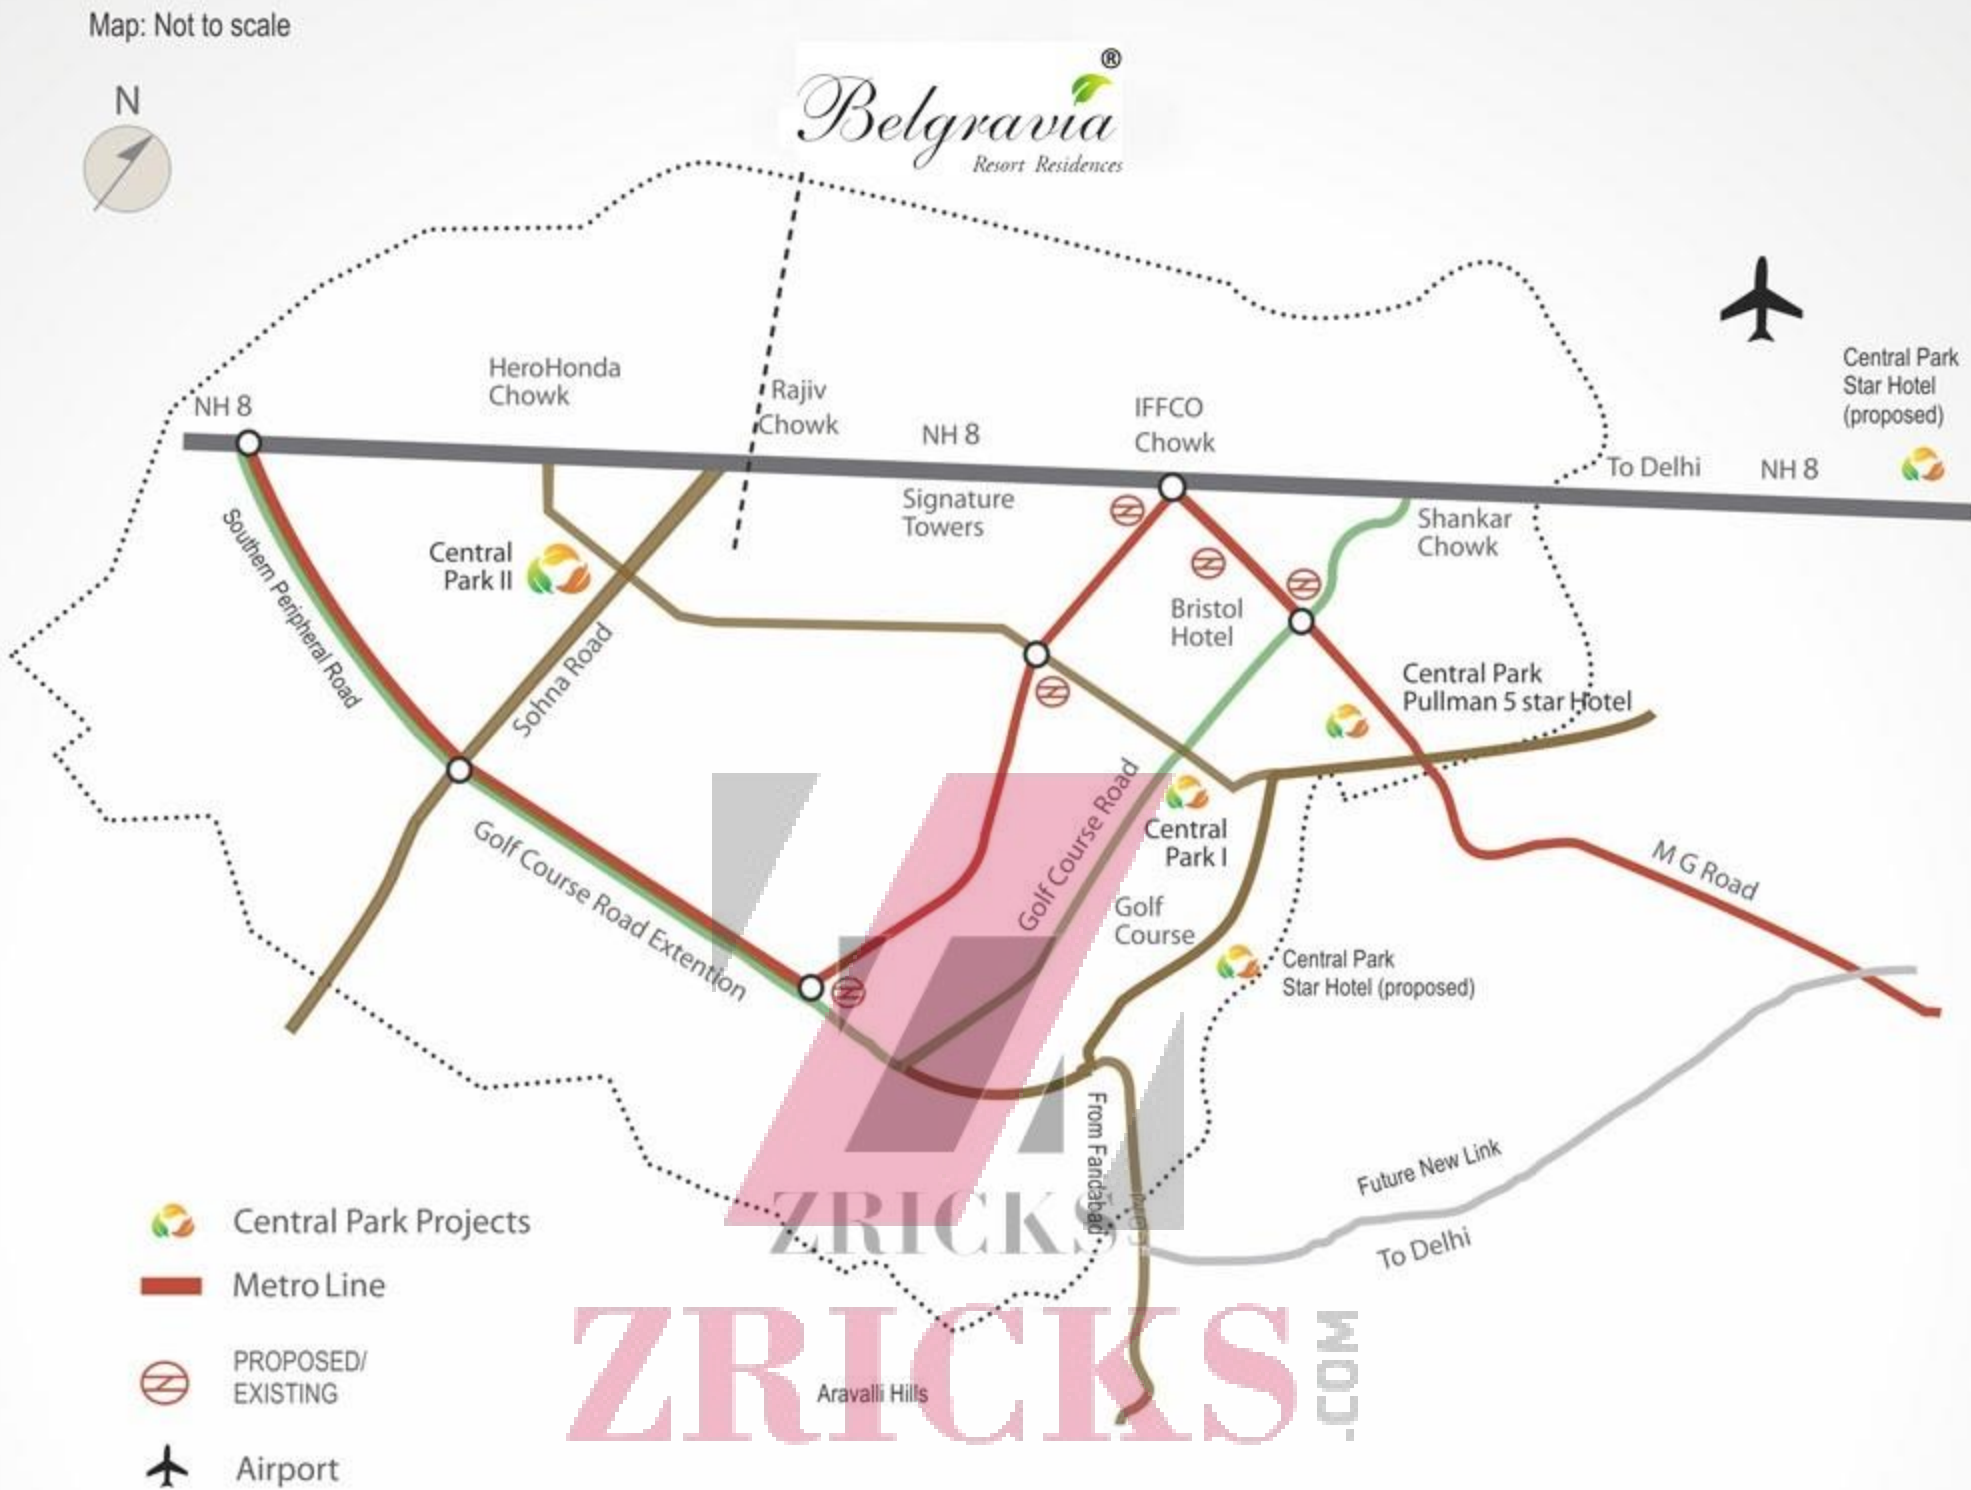 Map: Not to scale
N
®
Belgravia
Resort Residences
HeroHonda
Chowk
Rajiv
Chowk
IFFCO
Chowk
Central Park
Star Hotel
(proposed)
NH 8
NH 8
To Delhi
NH 8
Signature
Towers
Shankar
Chowk
Central
Park II
Southern Peripheral Road
Bristol
Hotel
Sohna Road
Central Park
Pullman 5 star Hotel
Golf Course Road
Central
Park I
Golf Course Road Extention
M G Road
Golf
Course
Central Park
Star Hotel (proposed)
From Faridabad
Future New Link
To Delhi
ZRICKS
Central Park Projects
Metro Line
PROPOSED/
EXISTING
Aravalli Hills
ZRICKS
.COM
Airport